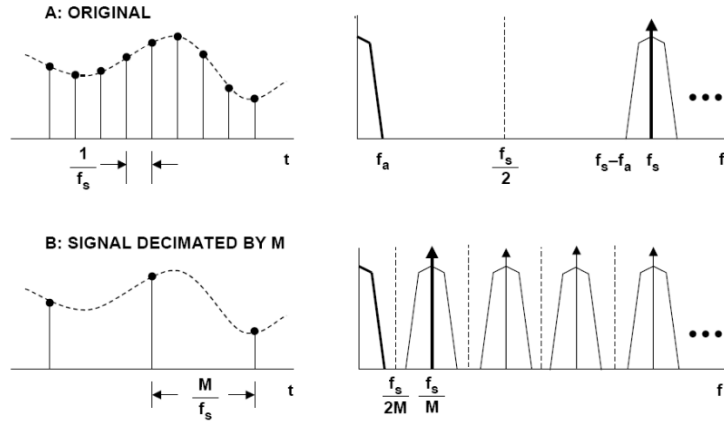 A: ORIGINAL
1
f_s
t
f_a
f_s
2
f_s–f_a
f_s
f
B: SIGNAL DECIMATED BY M
M
f_s
t
f_s
2M
f_s
M
f